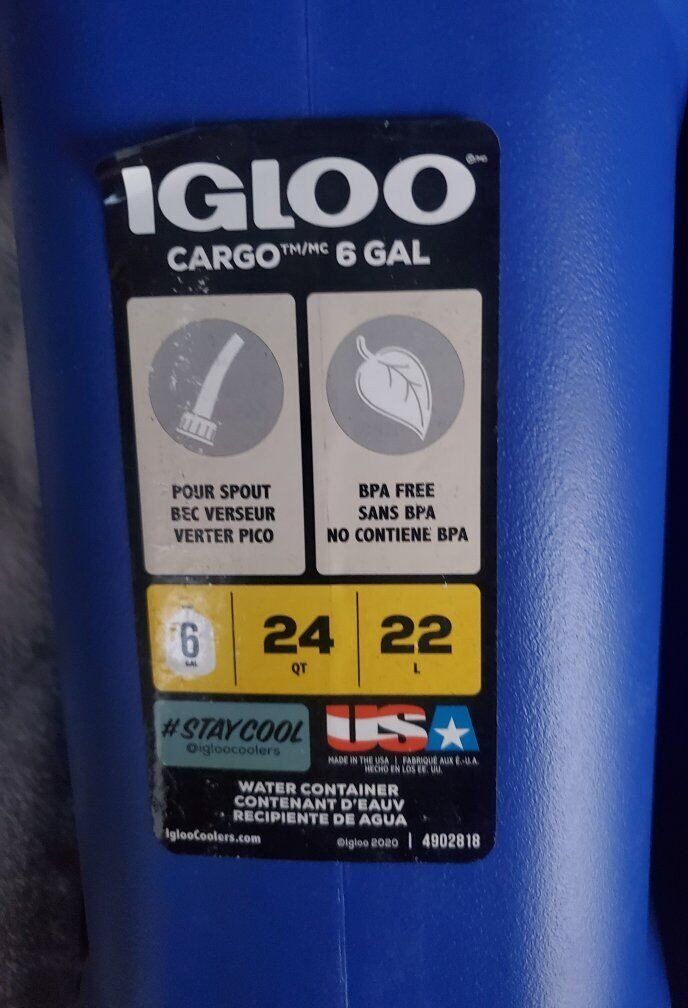 IGLOO
CARGO™/MC 6 GAL
POUR SPOUT
BEC VERSEUR
VERTER PICO
BPA FREE
SANS BPA
NO CONTIENE BPA
6
GAL
24
QT
22
L
#STAYCOOL
@igloocoolers
USA
MADE IN THE USA | FABRIQUÉ AUX É.-U.A.
HECHO EN LOS EE. UU.
WATER CONTAINER
CONTENANT D'EAUV
RECIPIENTE DE AGUA
IglooCoolers.com
©Igloo 2020 | 4902818